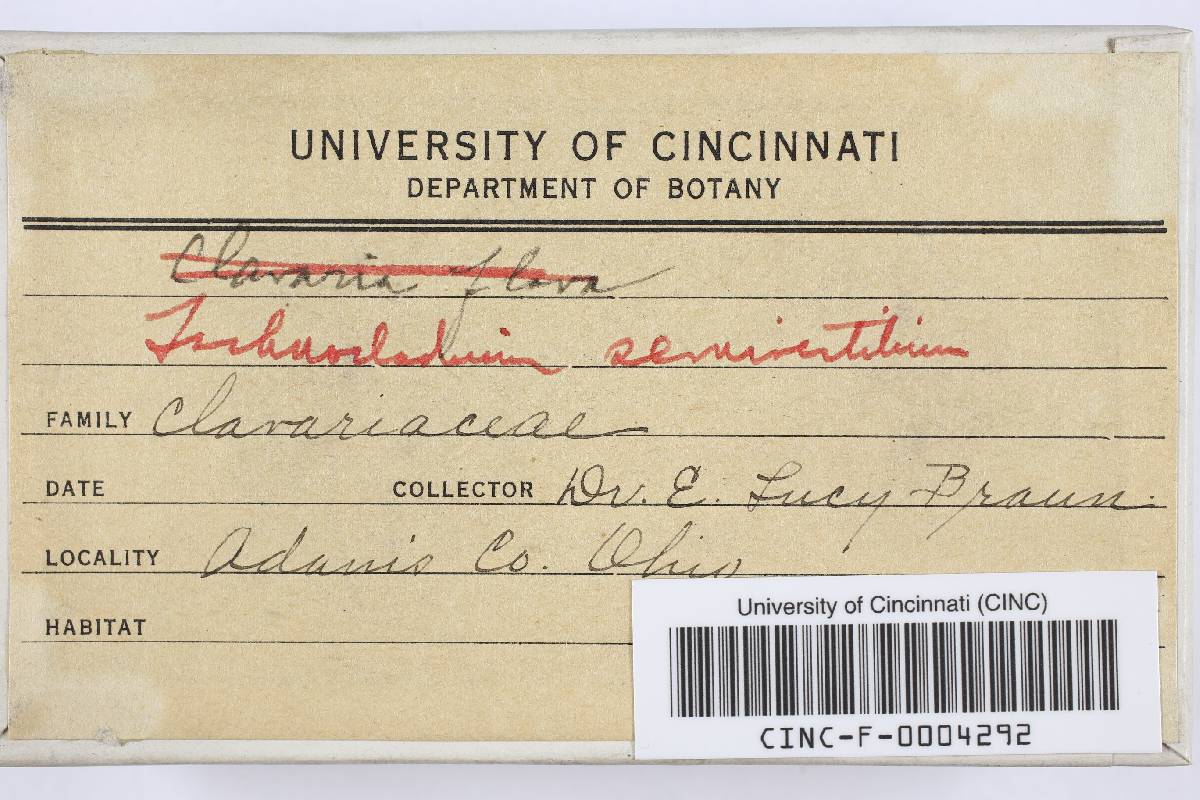 UNIVERSITY OF CINCINNATI
DEPARTMENT OF BOTANY
Clavaria flava
semivestitum
FAMILY Clavariaceae
DATE COLLECTOR Dr. E. Lucy Braun.
LOCALITY Adams Co. Ohio
HABITAT
University of Cincinnati (CINC)
CINC-F-0004292